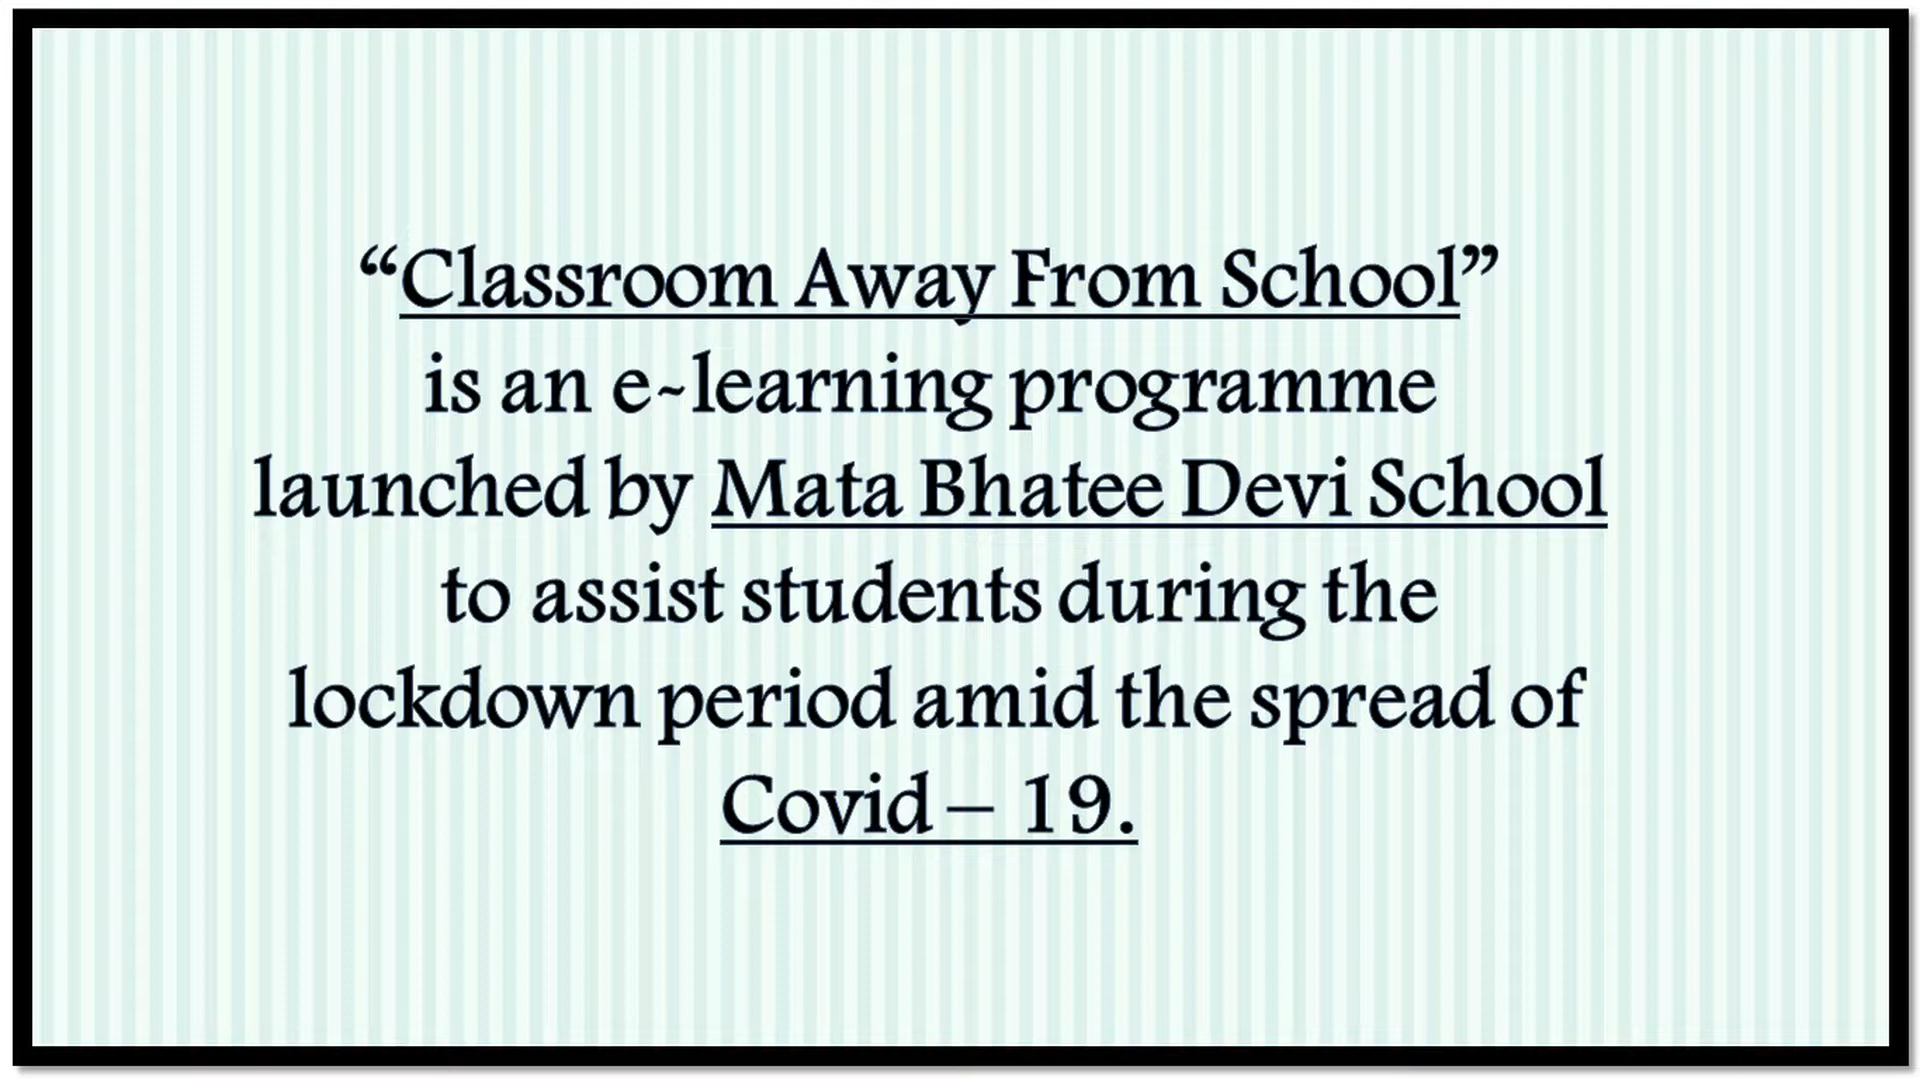 “Classroom Away From School”
is an e-learning programme
launched by Mata Bhatee Devi School
to assist students during the
lockdown period amid the spread of
Covid – 19.